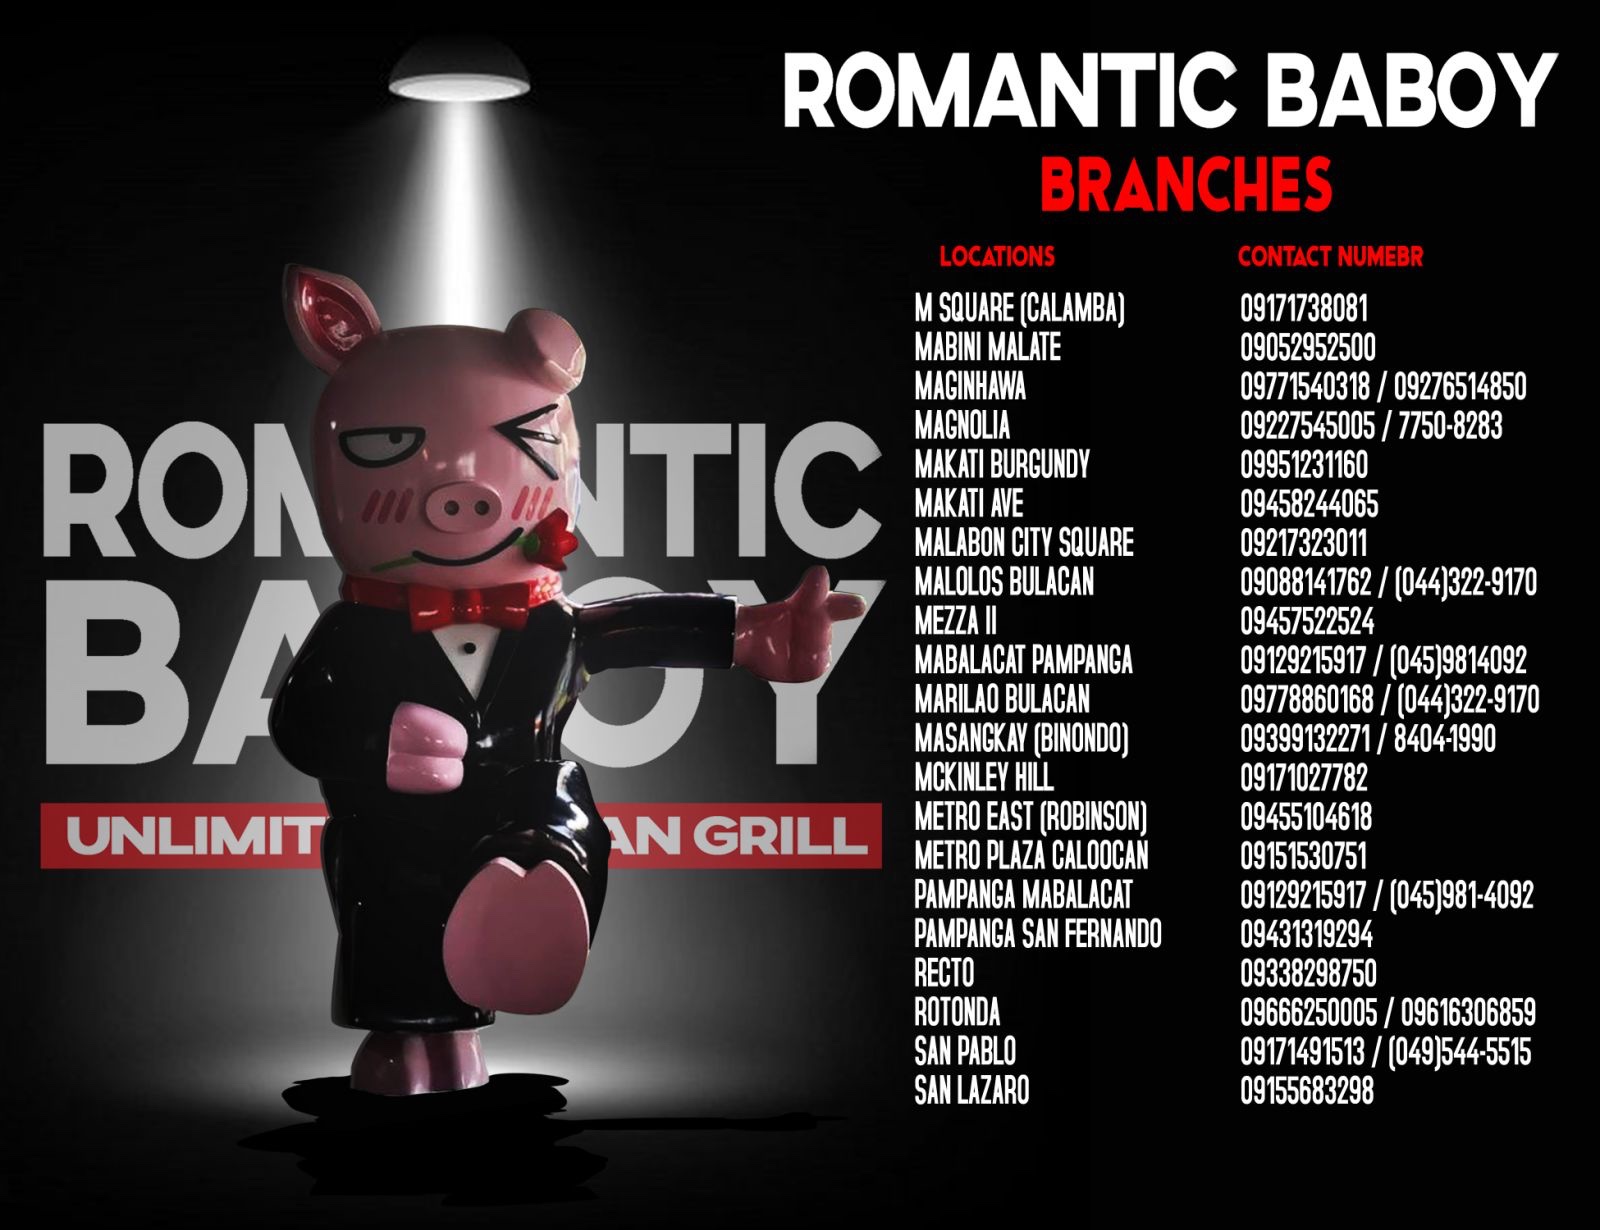 ROMANTIC BABOY
BRANCHES
LOCATIONS CONTACT NUMEBR
M SQUARE (CALAMBA) 09171738081
MABINI MALATE 09052952500
MAGINHAWA 09771540318 / 09276514850
MAGNOLIA 09227545005 / 7750-8283
MAKATI BURGUNDY 09951231160
MAKATI AVE 09458244065
MALABON CITY SQUARE 09217323011
MALOLOS BULACAN 09088141762 / (044)322-9170
MEZZA II 09457522524
MABALACAT PAMPANGA 09129215917 / (045)9814092
MARILAO BULACAN 09778860168 / (044)322-9170
MASANGKAY (BINONDO) 09399132271 / 8404-1990
MCKINLEY HILL 09171027782
METRO EAST (ROBINSON) 09455104618
METRO PLAZA CALOOCAN 09151530751
PAMPANGA MABALACAT 09129215917 / (045)981-4092
PAMPANGA SAN FERNANDO 09431319294
RECTO 09338298750
ROTONDA 09666250005 / 09616306859
SAN PABLO 09171491513 / (049)544-5515
SAN LAZARO 09155683298
ROMANTIC
BABOY
UNLIMIT AN GRILL